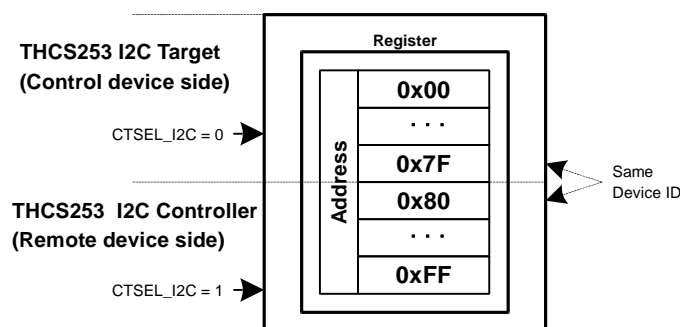 THCS253 I2C Target
(Control device side)
CTSEL_I2C = 0
THCS253  I2C Controller
(Remote device side)
CTSEL_I2C = 1
Register
Address
0x00
· · ·
0x7F
0x80
· · ·
0xFF
Same
Device ID